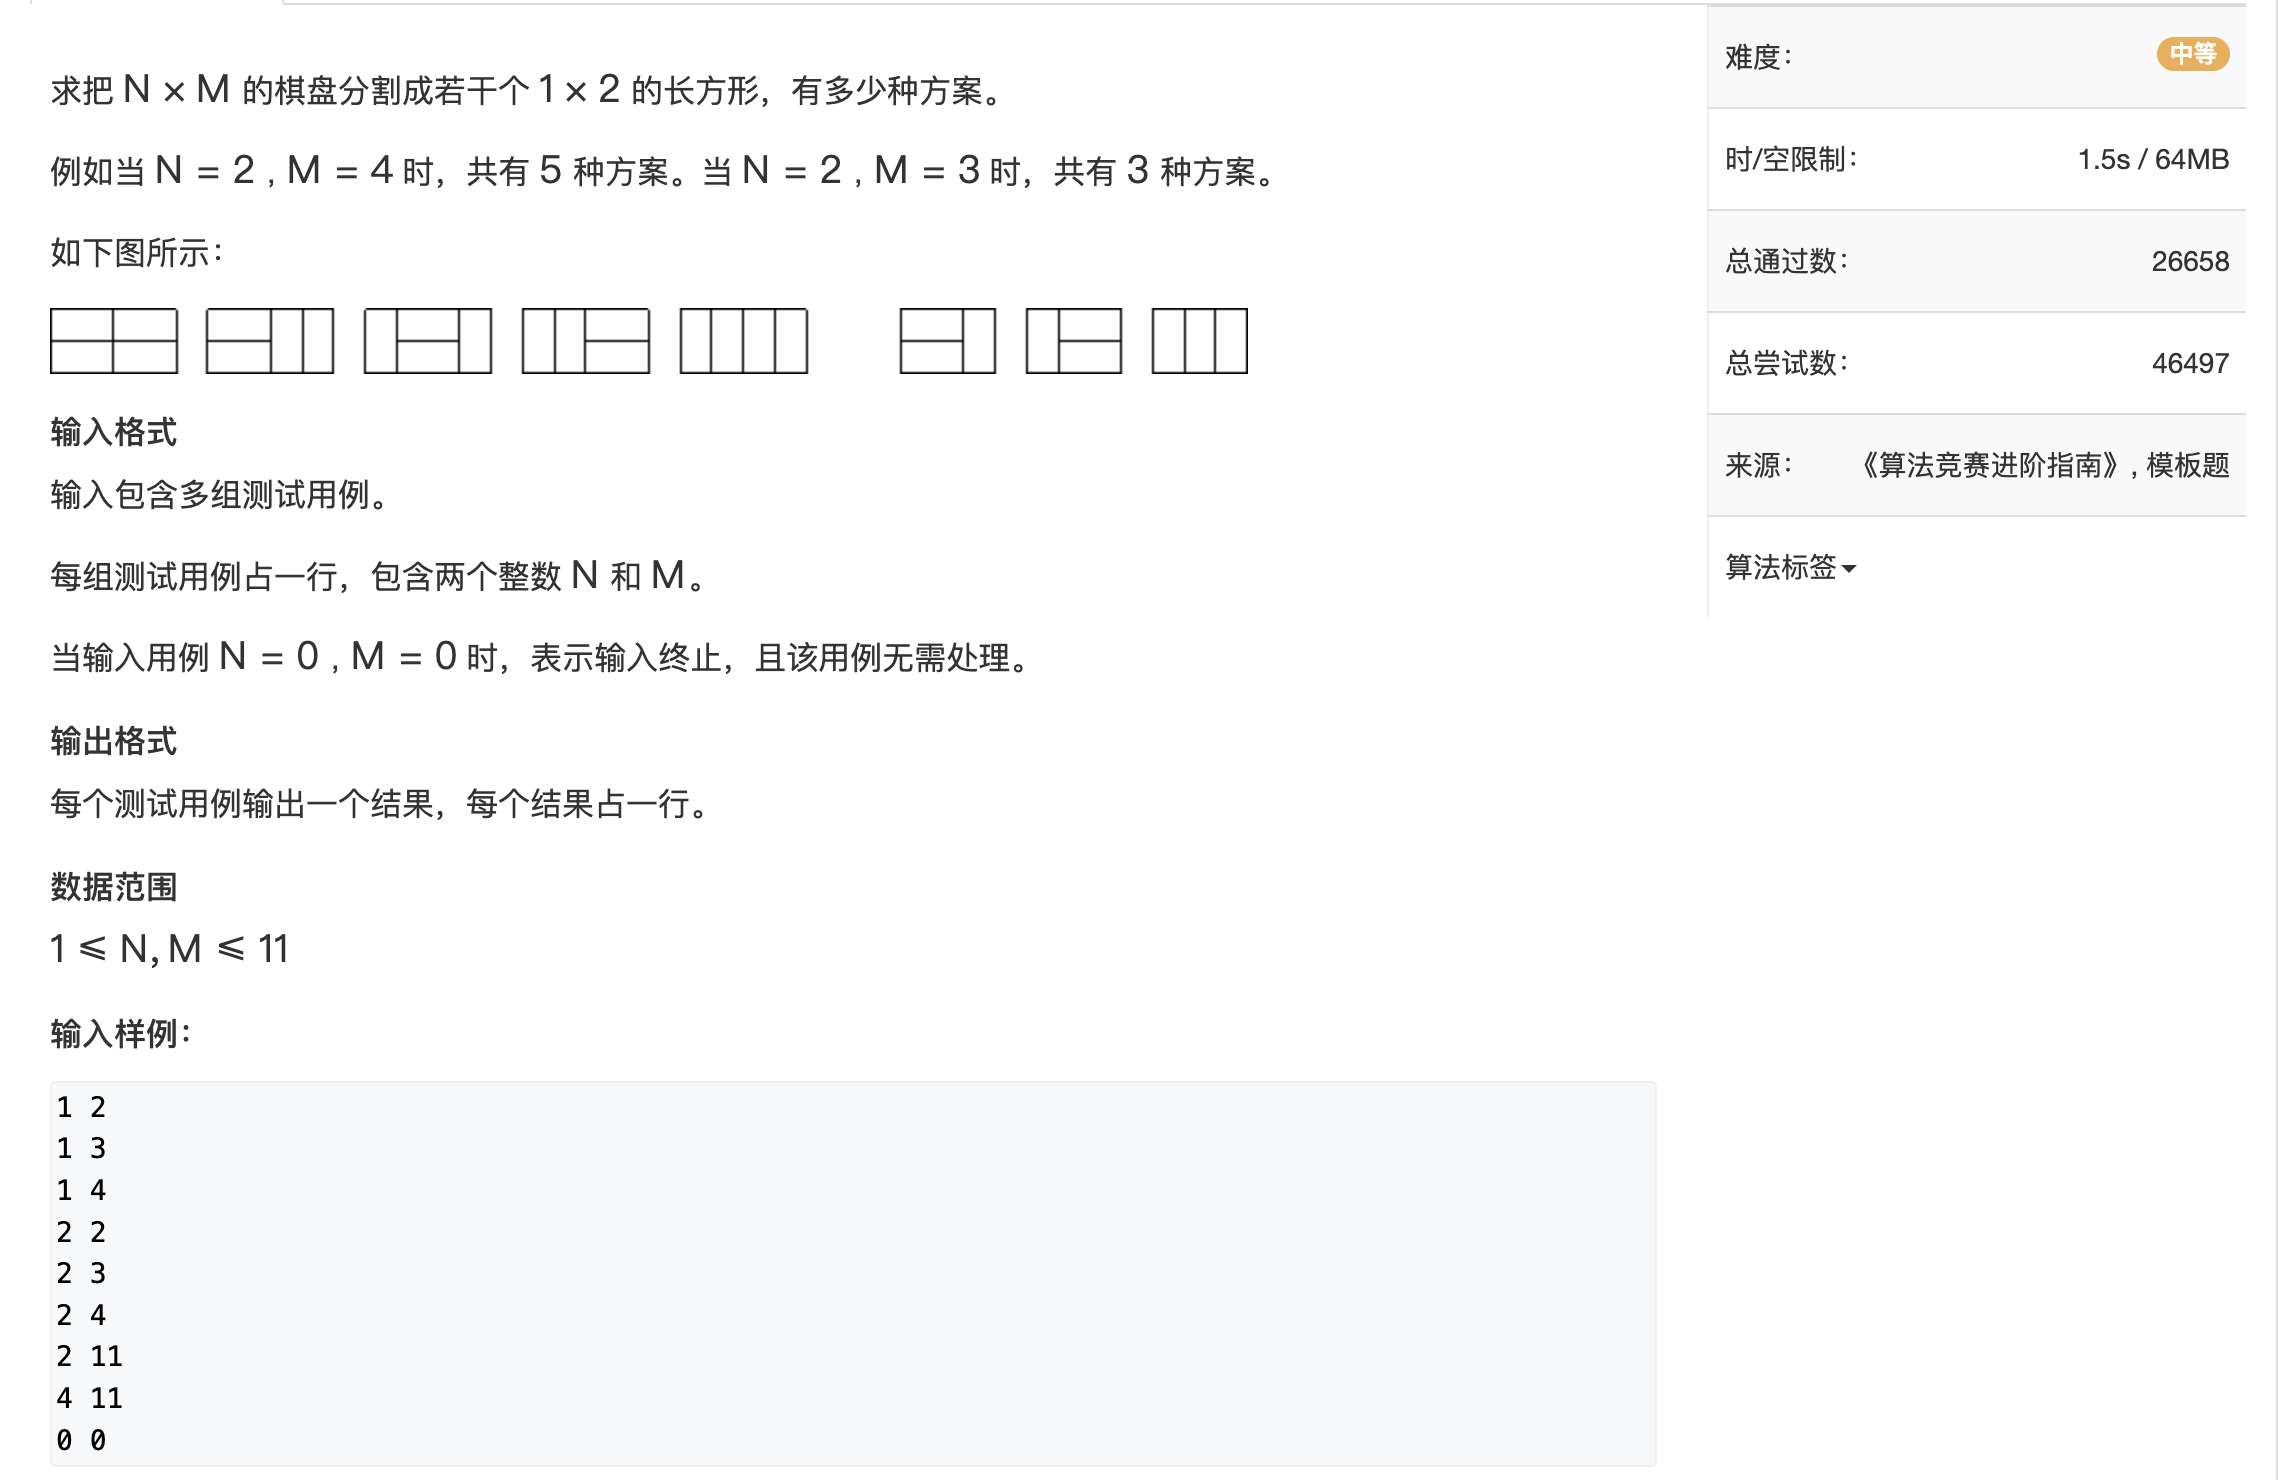 求把 N × M 的棋盘分割成若干个 1 × 2 的长方形，有多少种方案。
例如当 N = 2 , M = 4 时，共有 5 种方案。当 N = 2 , M = 3 时，共有 3 种方案。
如下图所示：
输入格式
输入包含多组测试用例。
每组测试用例占一行，包含两个整数 N 和 M。
当输入用例 N = 0 , M = 0 时，表示输入终止，且该用例无需处理。
输出格式
每个测试用例输出一个结果，每个结果占一行。
数据范围
1 ⩽ N, M ⩽ 11
输入样例：
1 2
1 3
1 4
2 2
2 3
2 4
2 11
4 11
0 0
难度： 中等
时/空限制： 1.5s / 64MB
总通过数： 26658
总尝试数： 46497
来源： 《算法竞赛进阶指南》, 模板题
算法标签